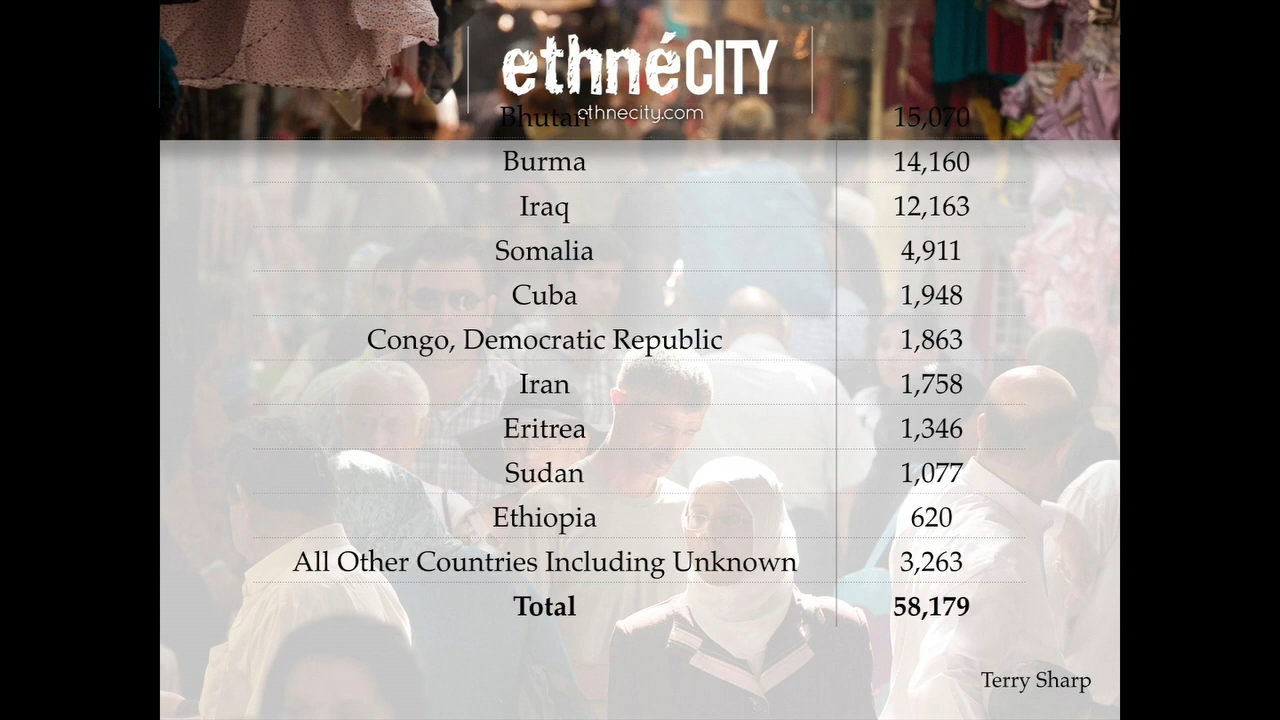 ethnéCITY
ethnecity.com
Bhutan 15,070
Burma 14,160
Iraq 12,163
Somalia 4,911
Cuba 1,948
Congo, Democratic Republic 1,863
Iran 1,758
Eritrea 1,346
Sudan 1,077
Ethiopia 620
All Other Countries Including Unknown 3,263
Total 58,179
Terry Sharp